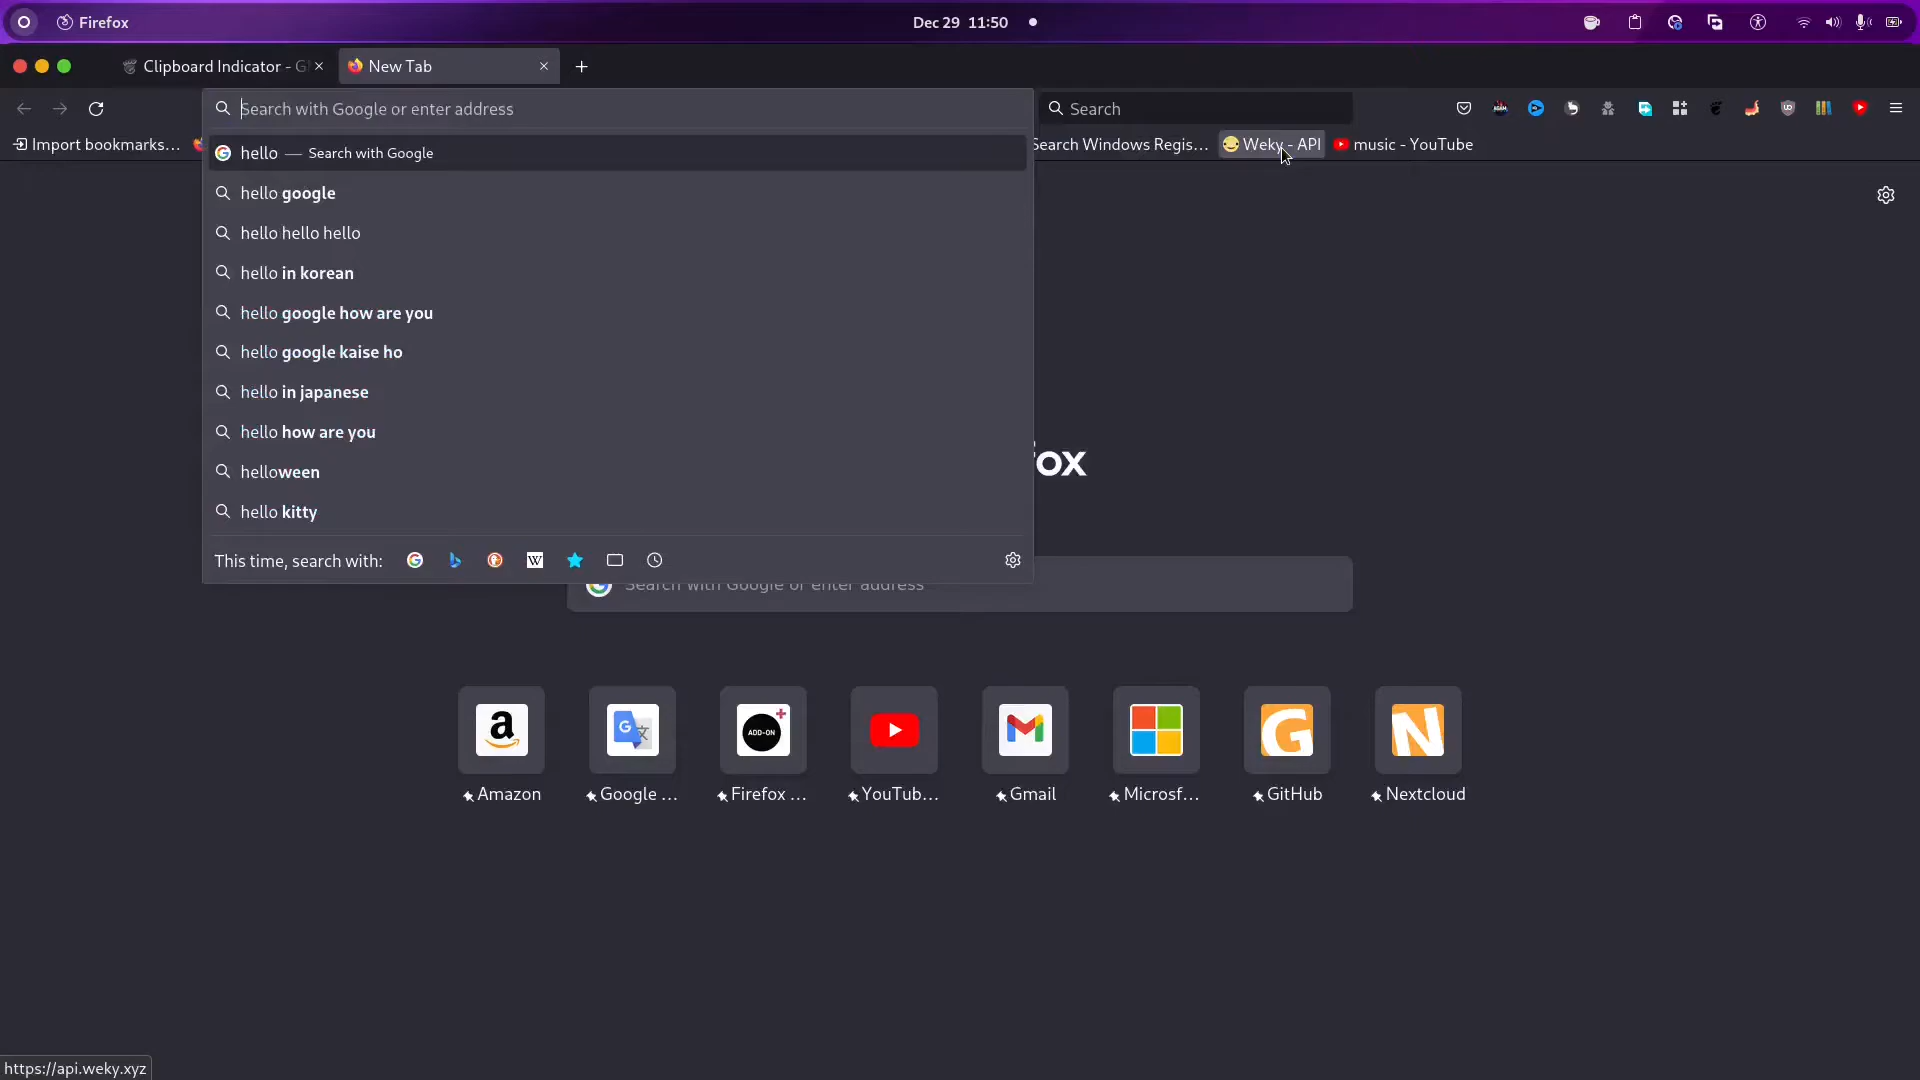 Firefox
Dec 29 11:50
Clipboard Indicator - G
New Tab
Search with Google or enter address
Search
Import bookmarks...
Search Windows Regis...
Weky - API
music - YouTube
hello — Search with Google
hello google
hello hello hello
hello in korean
hello google how are you
hello google kaise ho
hello in japanese
hello how are you
helloween
hello kitty
This time, search with:
fox
Search with Google or enter address
ADD-ON
Amazon
Google ...
Firefox ...
YouTub...
Gmail
Microsf...
GitHub
Nextcloud
https://api.weky.xyz